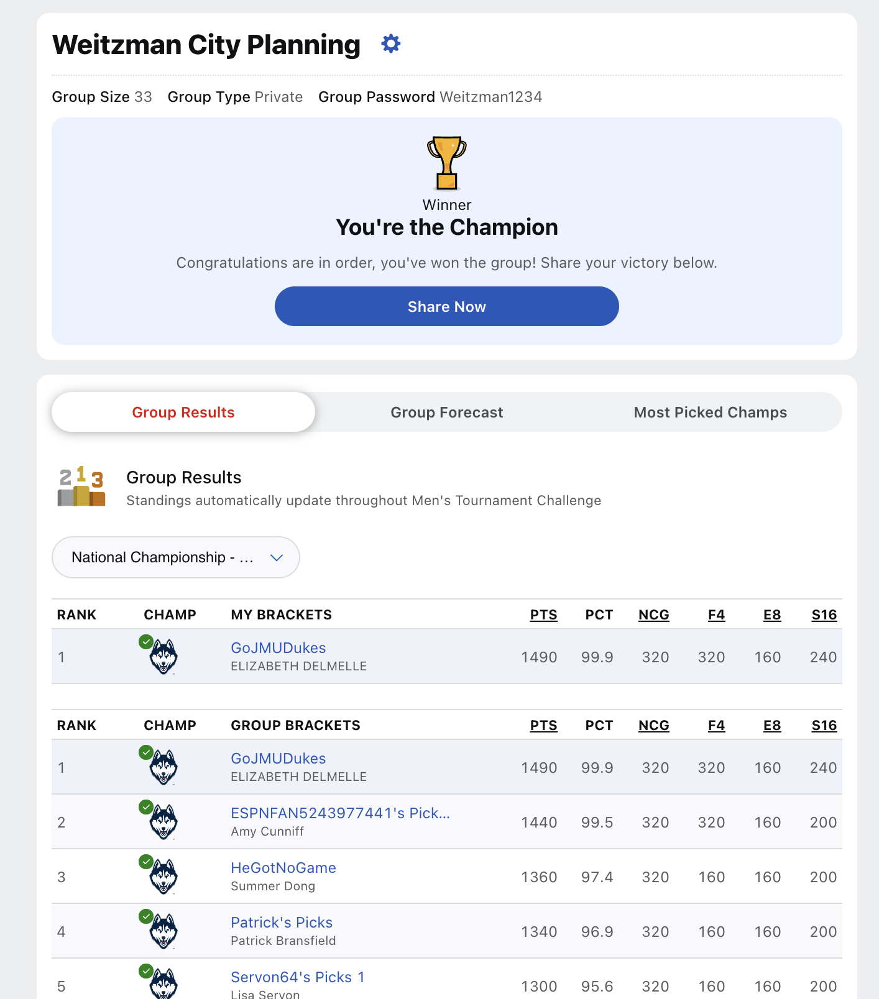 Weitzman City Planning
Group Size 33 Group Type Private Group Password Weitzman1234
Winner
You're the Champion
Congratulations are in order, you've won the group! Share your victory below.
Share Now
Group Results Group Forecast Most Picked Champs
2 1 3
Group Results
Standings automatically update throughout Men's Tournament Challenge
National Championship - ...
RANK CHAMP MY BRACKETS PTS PCT NCG F4 E8 S16
1 GoJMUDukes 1490 99.9 320 320 160 240
ELIZABETH DELMELLE
RANK CHAMP GROUP BRACKETS PTS PCT NCG F4 E8 S16
1 GoJMUDukes 1490 99.9 320 320 160 240
ELIZABETH DELMELLE
2 ESPNFAN5243977441's Pick... 1440 99.5 320 320 160 200
Amy Cunniff
3 HeGotNoGame 1360 97.4 320 160 160 200
Summer Dong
4 Patrick's Picks 1340 96.9 320 160 160 200
Patrick Bransfield
5 Servon64's Picks 1 1300 95.6 320 160 160 200
Lisa Servon